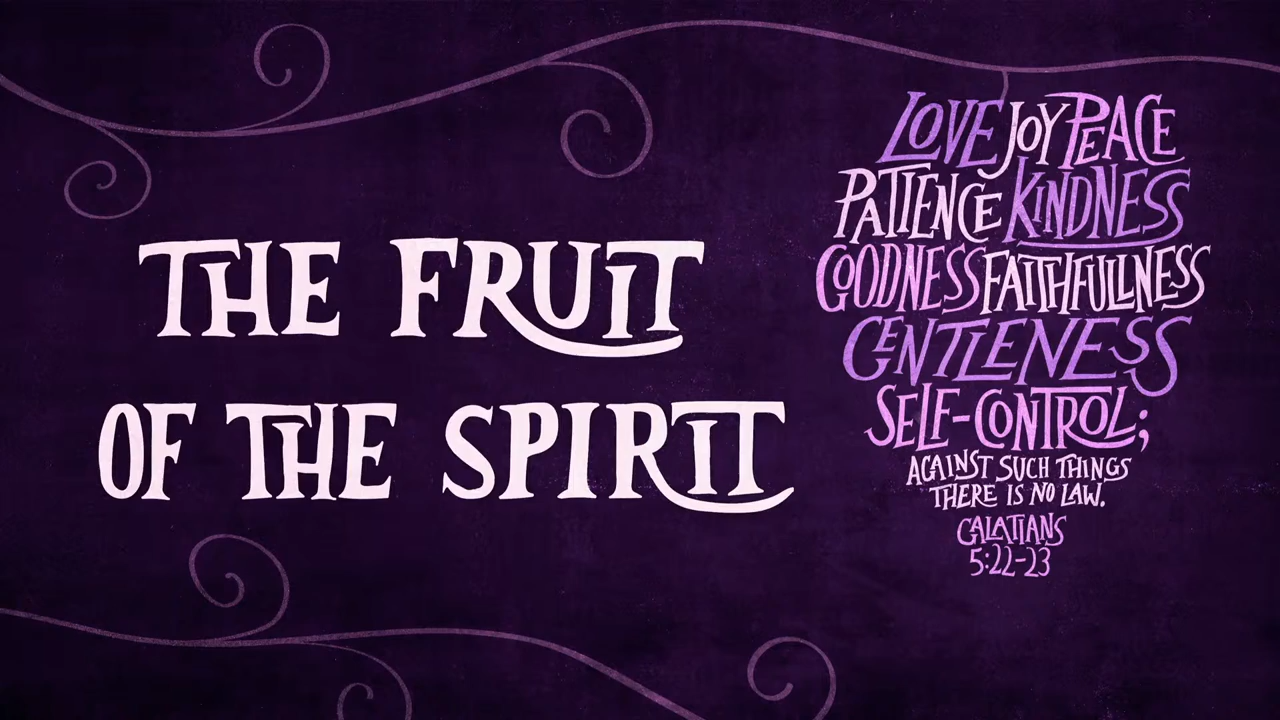 THE FRUIT
OF THE SPIRIT
LOVE JOY PEACE
PATIENCE KINDNESS
GOODNESS FAITHFULLNESS
GENTLENESS
SELF-CONTROL;
AGAINST SUCH THINGS
THERE IS NO LAW.
GALATIANS
5:22-23